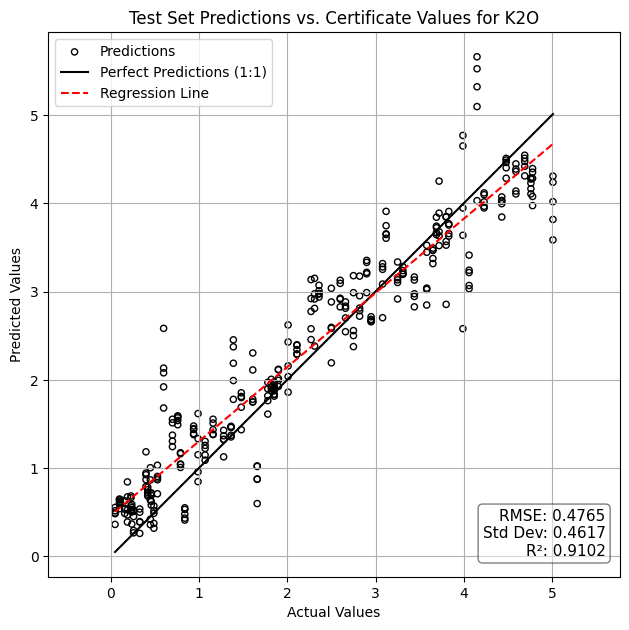 Test Set Predictions vs. Certificate Values for K2O
Predictions
Perfect Predictions (1:1)
Regression Line
5
4
3
2
1
0
Predicted Values
RMSE: 0.4765
Std Dev: 0.4617
R²: 0.9102
0 1 2 3 4 5
Actual Values